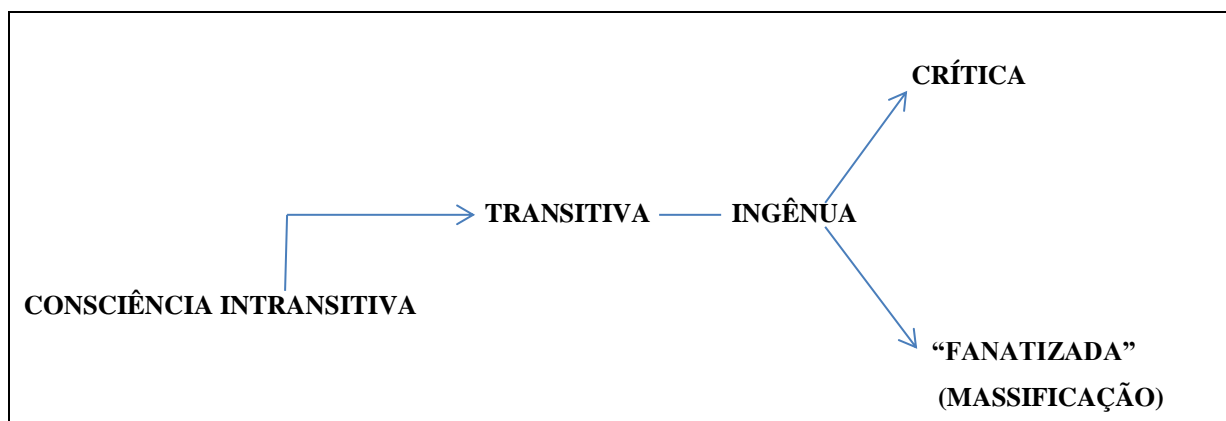 CRÍTICA
TRANSITIVA INGÊNUA
CONSCIÊNCIA INTRANSITIVA
“FANATIZADA”
(MASSIFICAÇÃO)